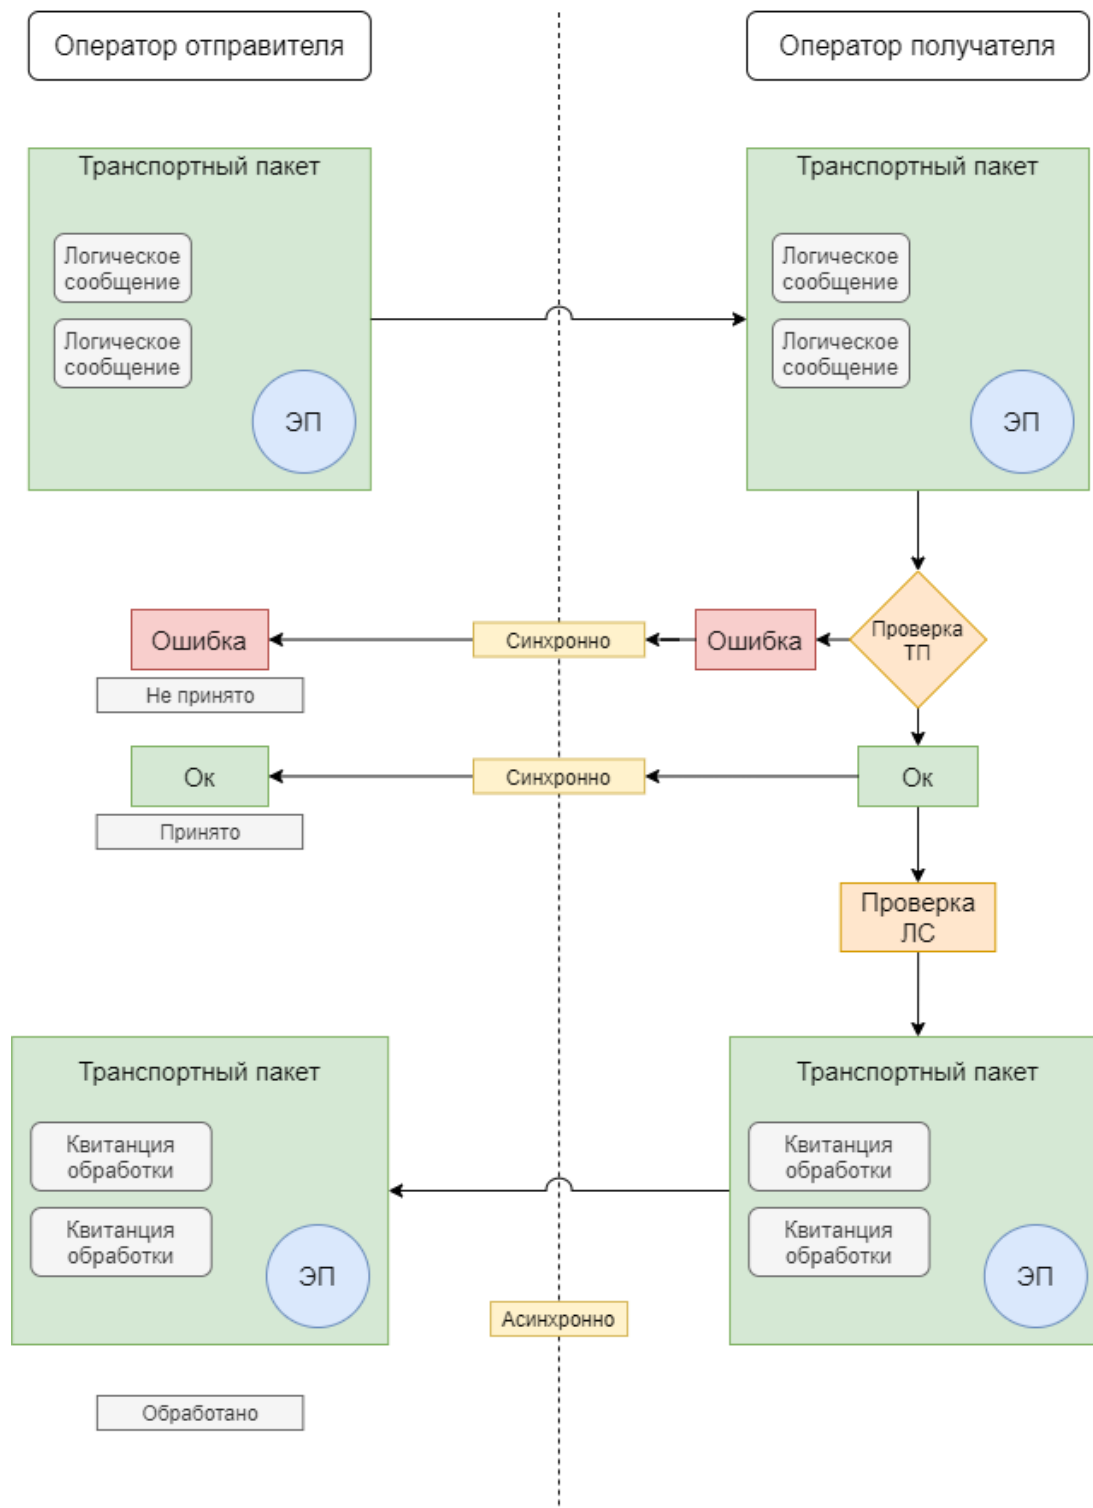 Оператор отправителя
Оператор получателя
Транспортный пакет
Транспортный пакет
Логическое
сообщение
Логическое
сообщение
Логическое
сообщение
Логическое
сообщение
ЭП
ЭП
Ошибка
Синхронно
Ошибка
Проверка
ТП
Не принято
Ок
Синхронно
Ок
Принято
Проверка
ЛС
Транспортный пакет
Транспортный пакет
Квитанция
обработки
Квитанция
обработки
Квитанция
обработки
Квитанция
обработки
ЭП
ЭП
Асинхронно
Обработано